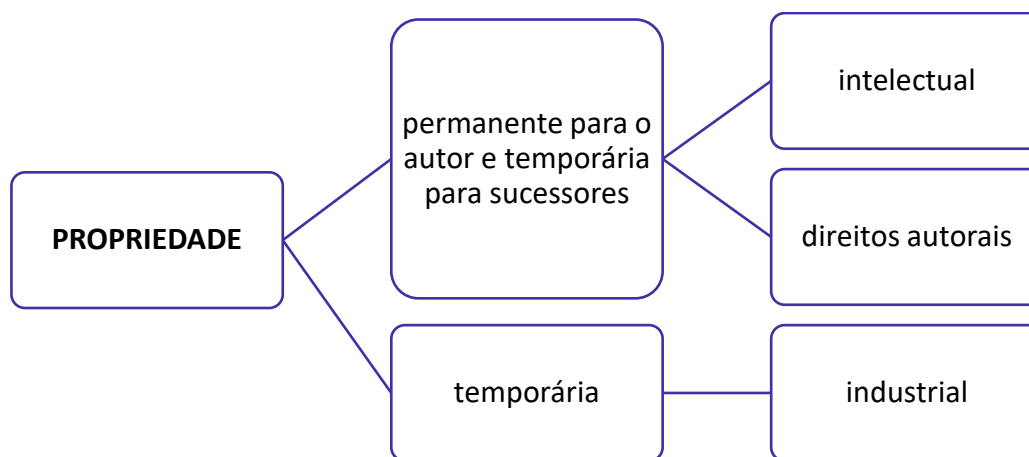 PROPRIEDADE
permanente para o
autor e temporária
para sucessores
intelectual
direitos autorais
temporária
industrial